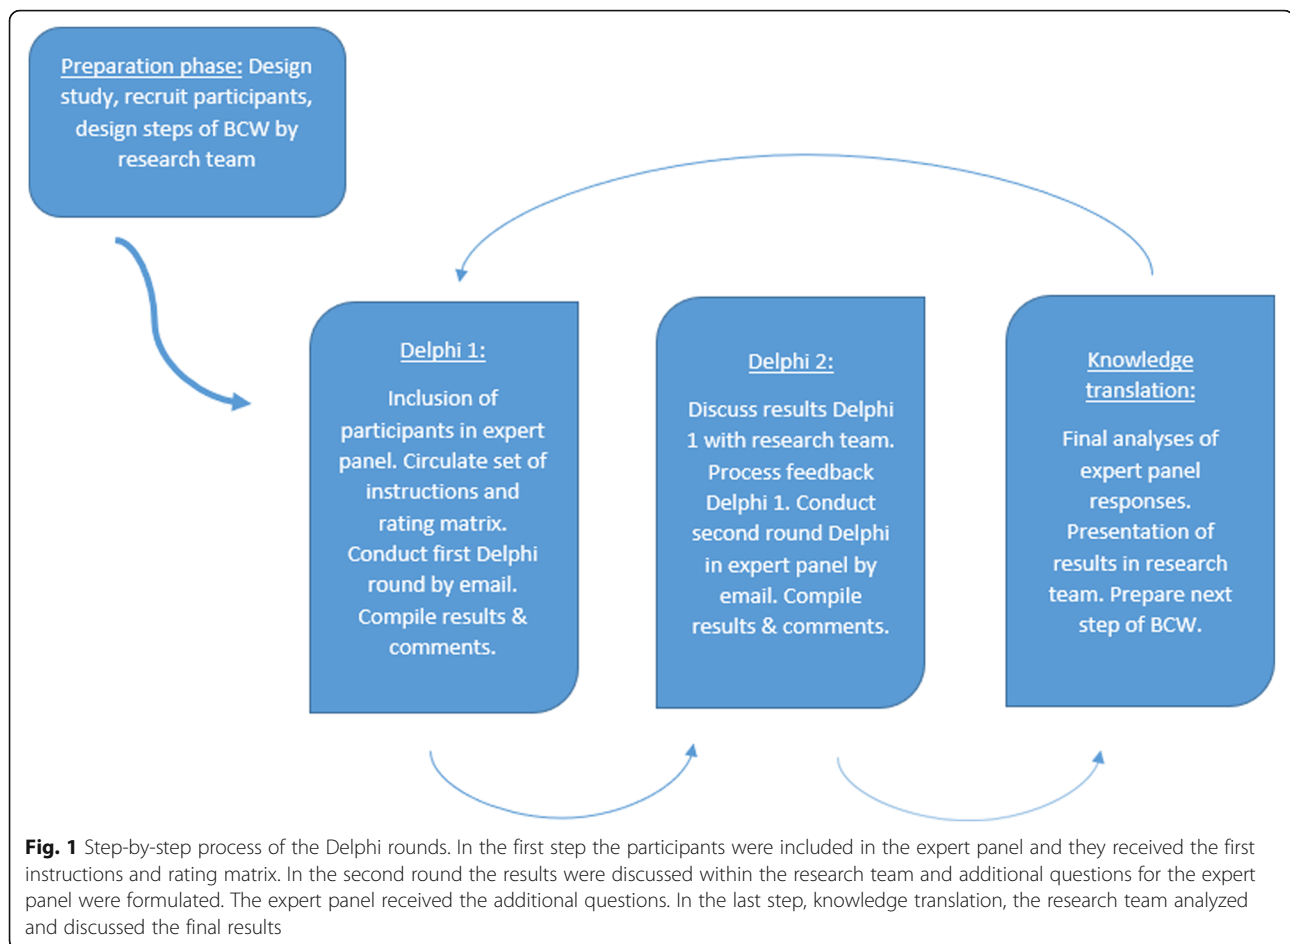 Preparation phase: Design
study, recruit participants,
design steps of BCW by
research team
Delphi 1:
Inclusion of
participants in expert
panel. Circulate set of
instructions and
rating matrix.
Conduct first Delphi
round by email.
Compile results &
comments.
Delphi 2:
Discuss results Delphi
1 with research team.
Process feedback
Delphi 1. Conduct
second round Delphi
in expert panel by
email. Compile
results & comments.
Knowledge
translation:
Final analyses of
expert panel
responses.
Presentation of
results in research
team. Prepare next
step of BCW.
Fig. 1 Step-by-step process of the Delphi rounds. In the first step the participants were included in the expert panel and they received the first
instructions and rating matrix. In the second round the results were discussed within the research team and additional questions for the expert
panel were formulated. The expert panel received the additional questions. In the last step, knowledge translation, the research team analyzed
and discussed the final results